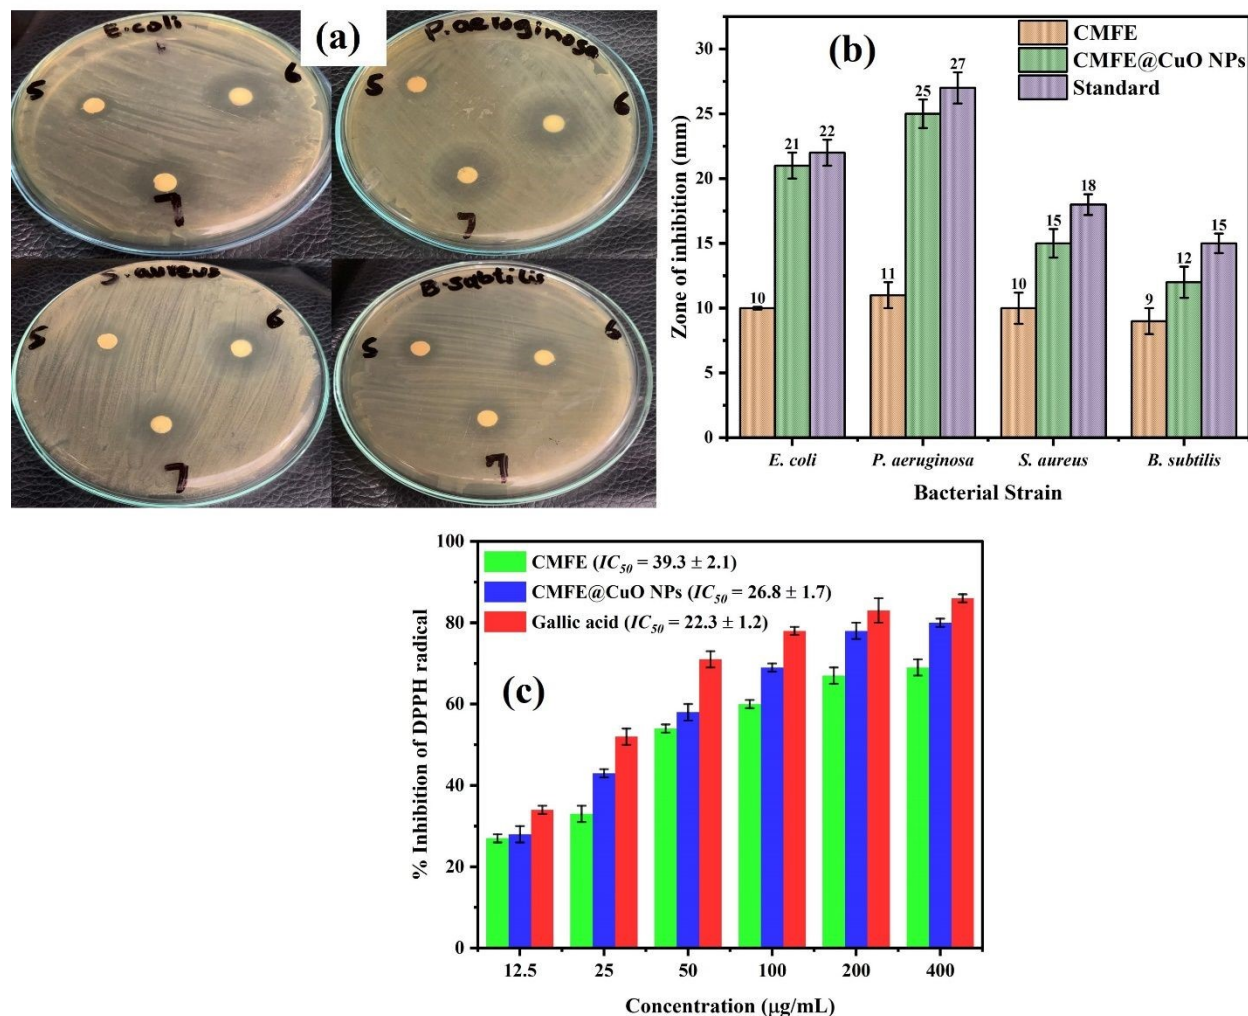 (a)
E.coli
5
6
7
P.aeroginosa
5
6
7
S.aureus
5
6
7
B.sabtilis
5
6
7
(b)
CMFE
CMFE@CuO NPs
Standard
Zone of inhibition (mm)
30
25
20
15
10
5
0
10
21
22
11
25
27
10
15
18
9
12
15
E. coli
P. aeruginosa
S. aureus
B. subtilis
Bacterial Strain
(c)
CMFE (IC50 = 39.3 ± 2.1)
CMFE@CuO NPs (IC50 = 26.8 ± 1.7)
Gallic acid (IC50 = 22.3 ± 1.2)
% Inhibition of DPPH radical
100
80
60
40
20
0
12.5
25
50
100
200
400
Concentration (µg/mL)